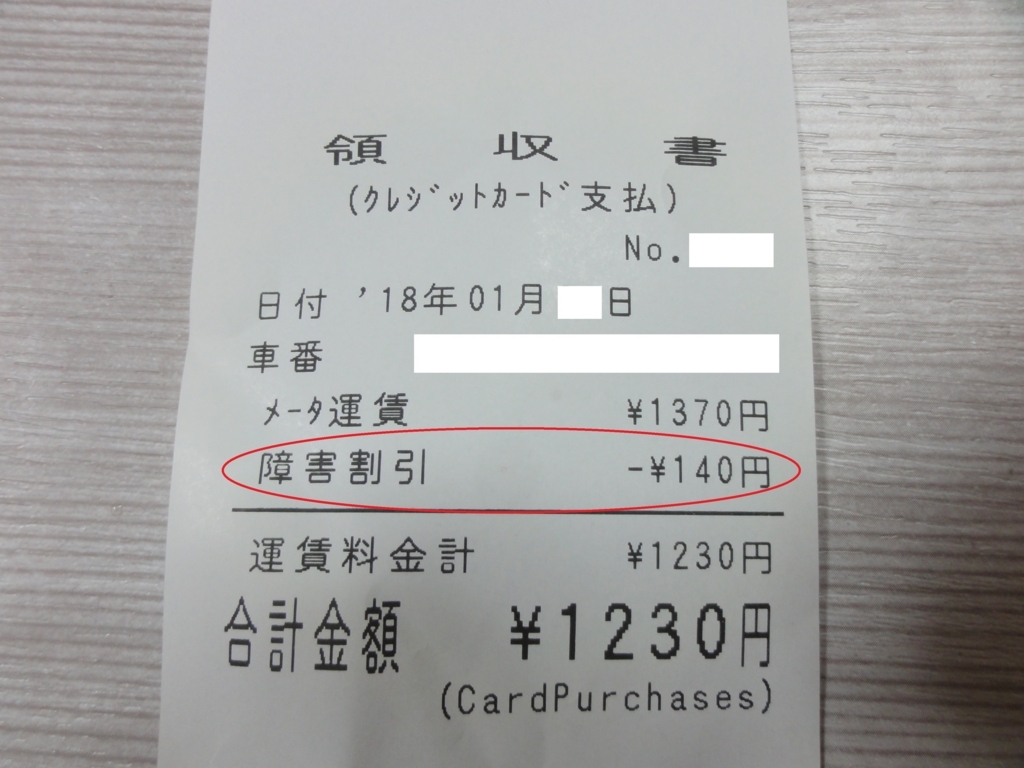 領収書
(クレジットカード支払)
No.
日付 '18年01月 日
車番
メータ運賃 ¥1370円
障害割引 -¥140円
運賃料金計 ¥1230円
合計金額 ¥1230円
(CardPurchases)